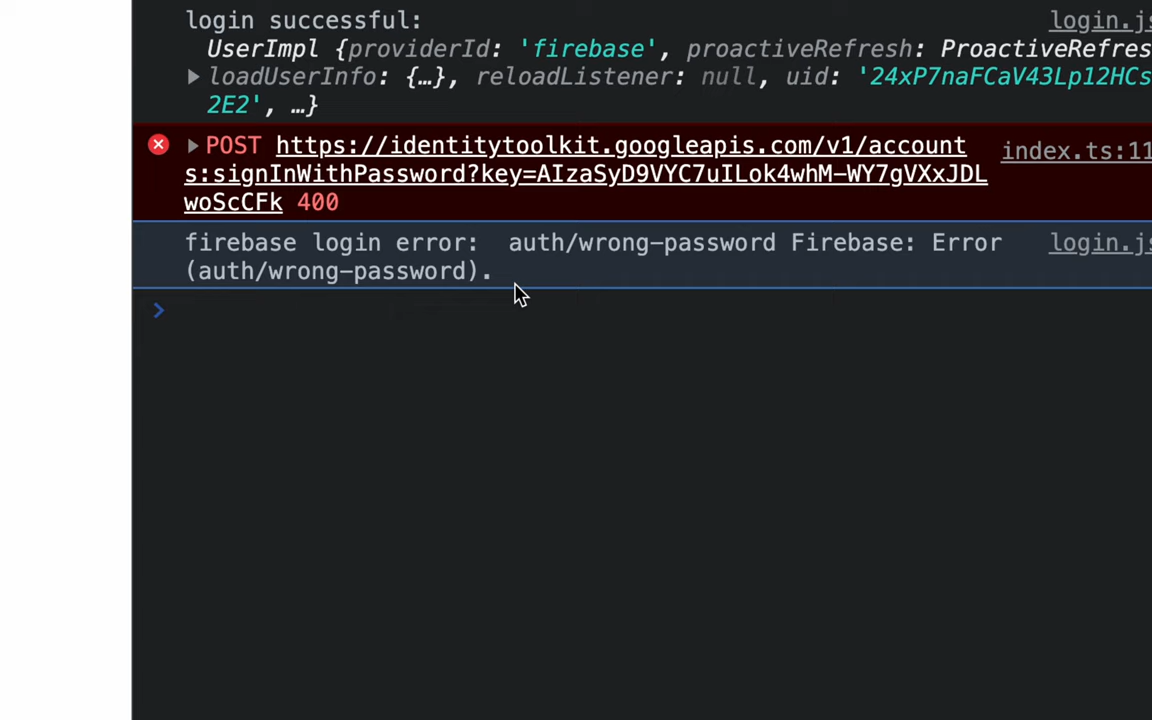 login successful: login.js
UserImpl {providerId: 'firebase', proactiveRefresh: ProactiveRefres
loadUserInfo: {…}, reloadListener: null, uid: '24xP7naFCaV43Lp12HCs
2E2', …}
POST https://identitytoolkit.googleapis.com/v1/account index.ts:11
s:signInWithPassword?key=AIzaSyD9VYC7uILok4whM-WY7gVXxJDL
woScCFk 400
firebase login error: auth/wrong-password Firebase: Error login.js
(auth/wrong-password).